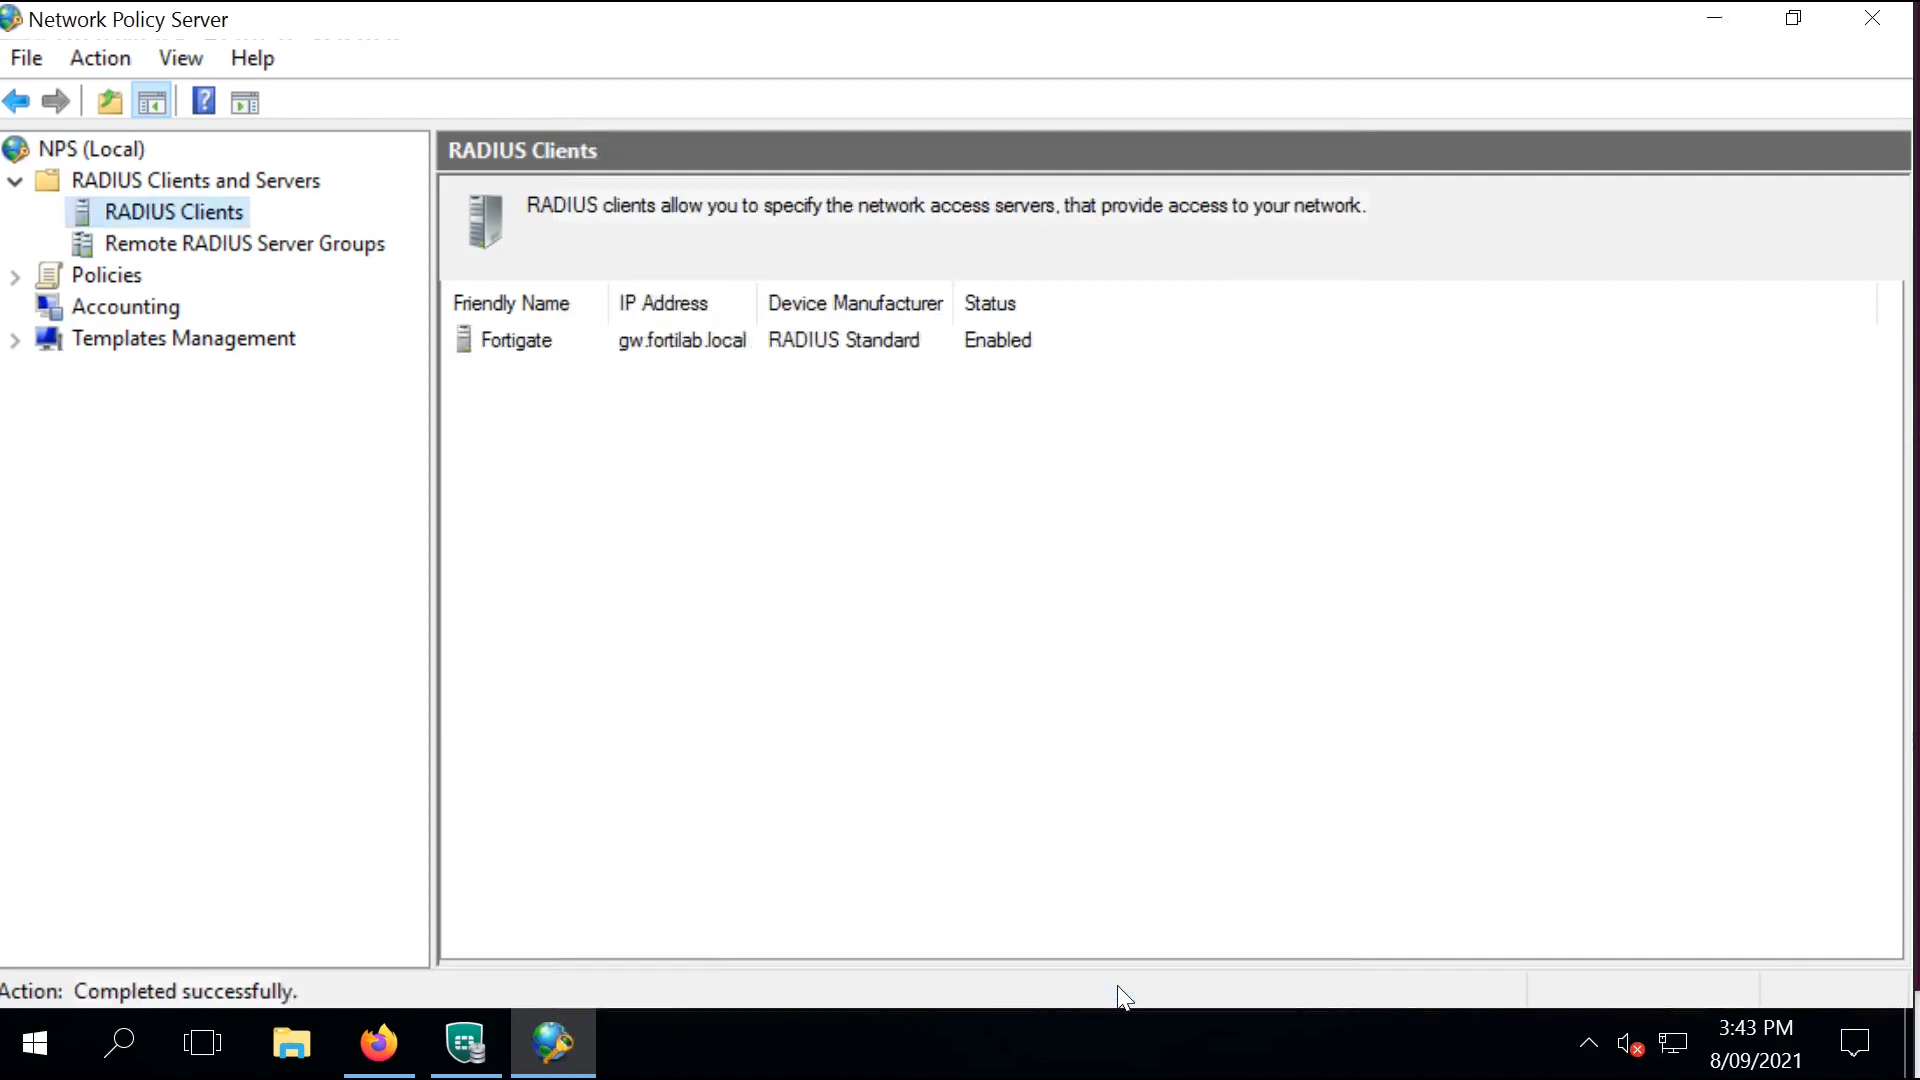 Network Policy Server
File Action View Help
NPS (Local)
RADIUS Clients and Servers
RADIUS Clients
Remote RADIUS Server Groups
Policies
Accounting
Templates Management
RADIUS Clients
RADIUS clients allow you to specify the network access servers, that provide access to your network.
Friendly Name IP Address Device Manufacturer Status
Fortigate gw.fortilab.local RADIUS Standard Enabled
Action: Completed successfully.
3:43 PM
8/09/2021